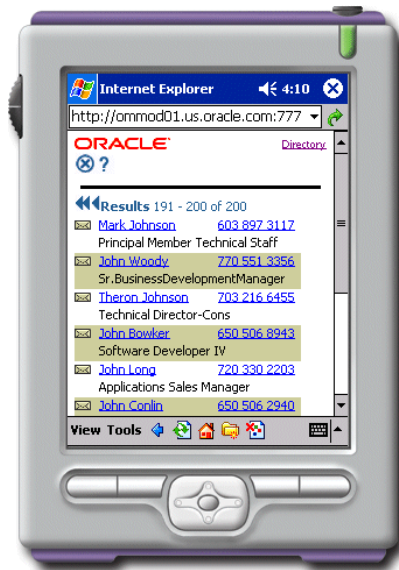 Internet Explorer 4:10
http://ommod01.us.oracle.com:777
ORACLE
Directory
?
Results 191 - 200 of 200
Mark Johnson 603 897 3117
Principal Member Technical Staff
John Woody 770 551 3356
Sr.BusinessDevelopmentManager
Theron Johnson 703 216 6455
Technical Director-Cons
John Bowker 650 506 8943
Software Developer IV
John Long 720 330 2203
Applications Sales Manager
John Conlin 650 506 2940
View Tools